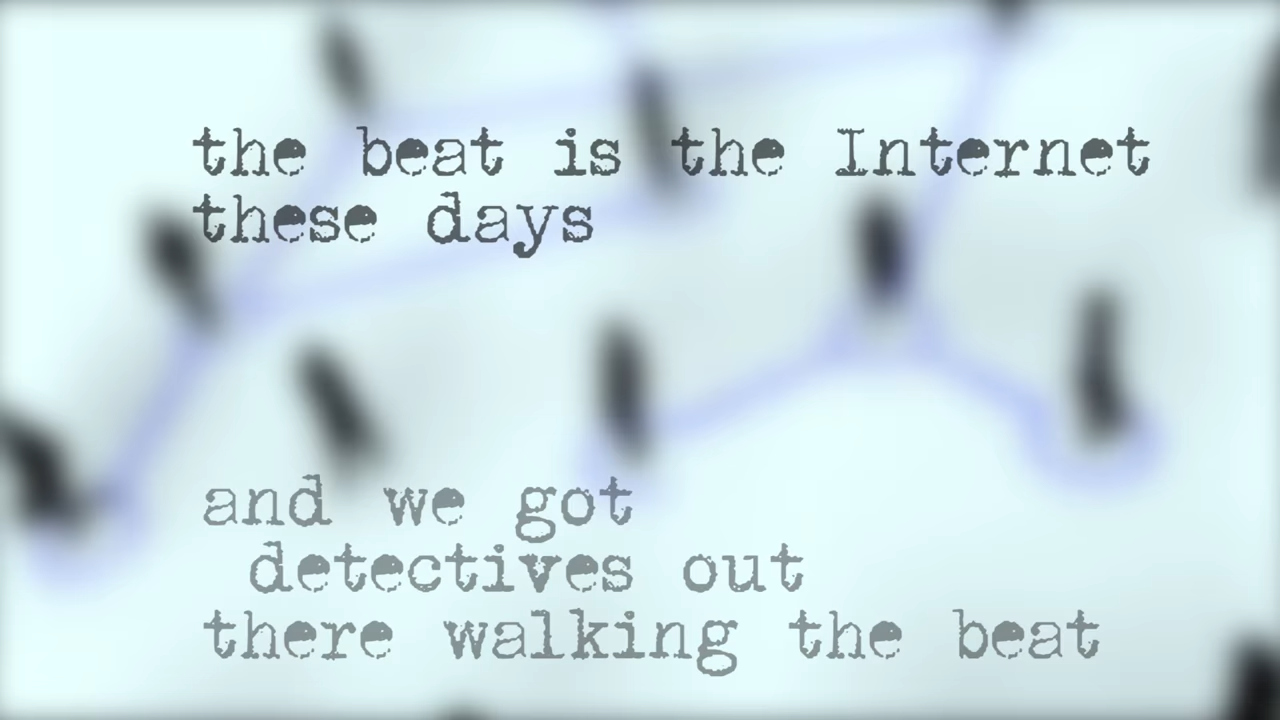 the beat is the Internet
these days
and we got
detectives out
there walking the beat